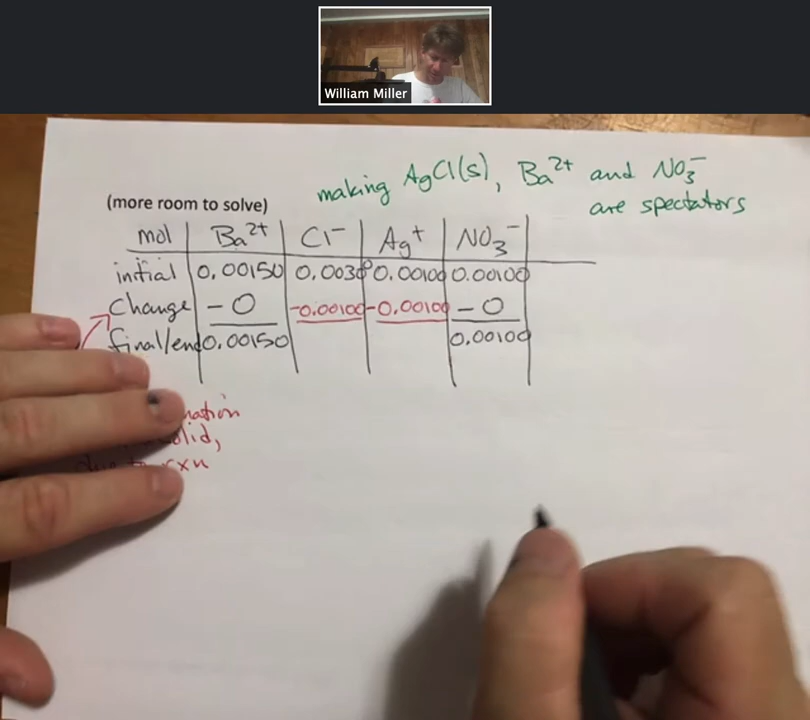 William Miller
making AgCl(s), Ba²⁺ and NO₃⁻
are spectators
(more room to solve)
mol Ba²⁺ Cl⁻ Ag⁺ NO₃⁻
initial 0.00150 0.00300 0.00100 0.00100
change - 0 -0.00100 -0.00100 - 0
final/end 0.00150 0.00100
rxn